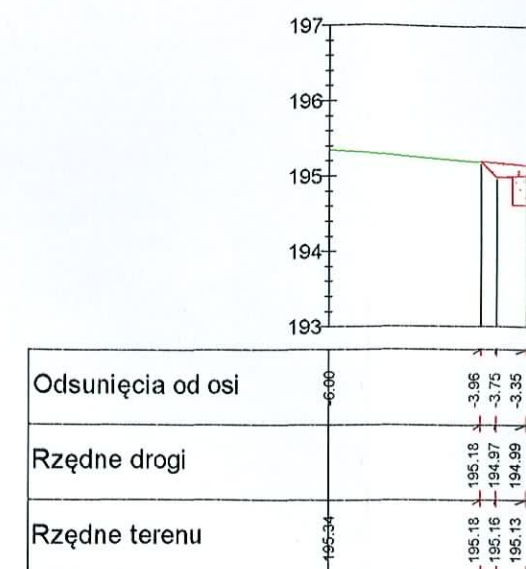 197
196
195
194
193
Odsunięcia od osi -6.00 -3.96 -3.75 -3.35
Rzędne drogi 195.18 194.97 194.99
Rzędne terenu 195.34 195.18 195.16 195.13